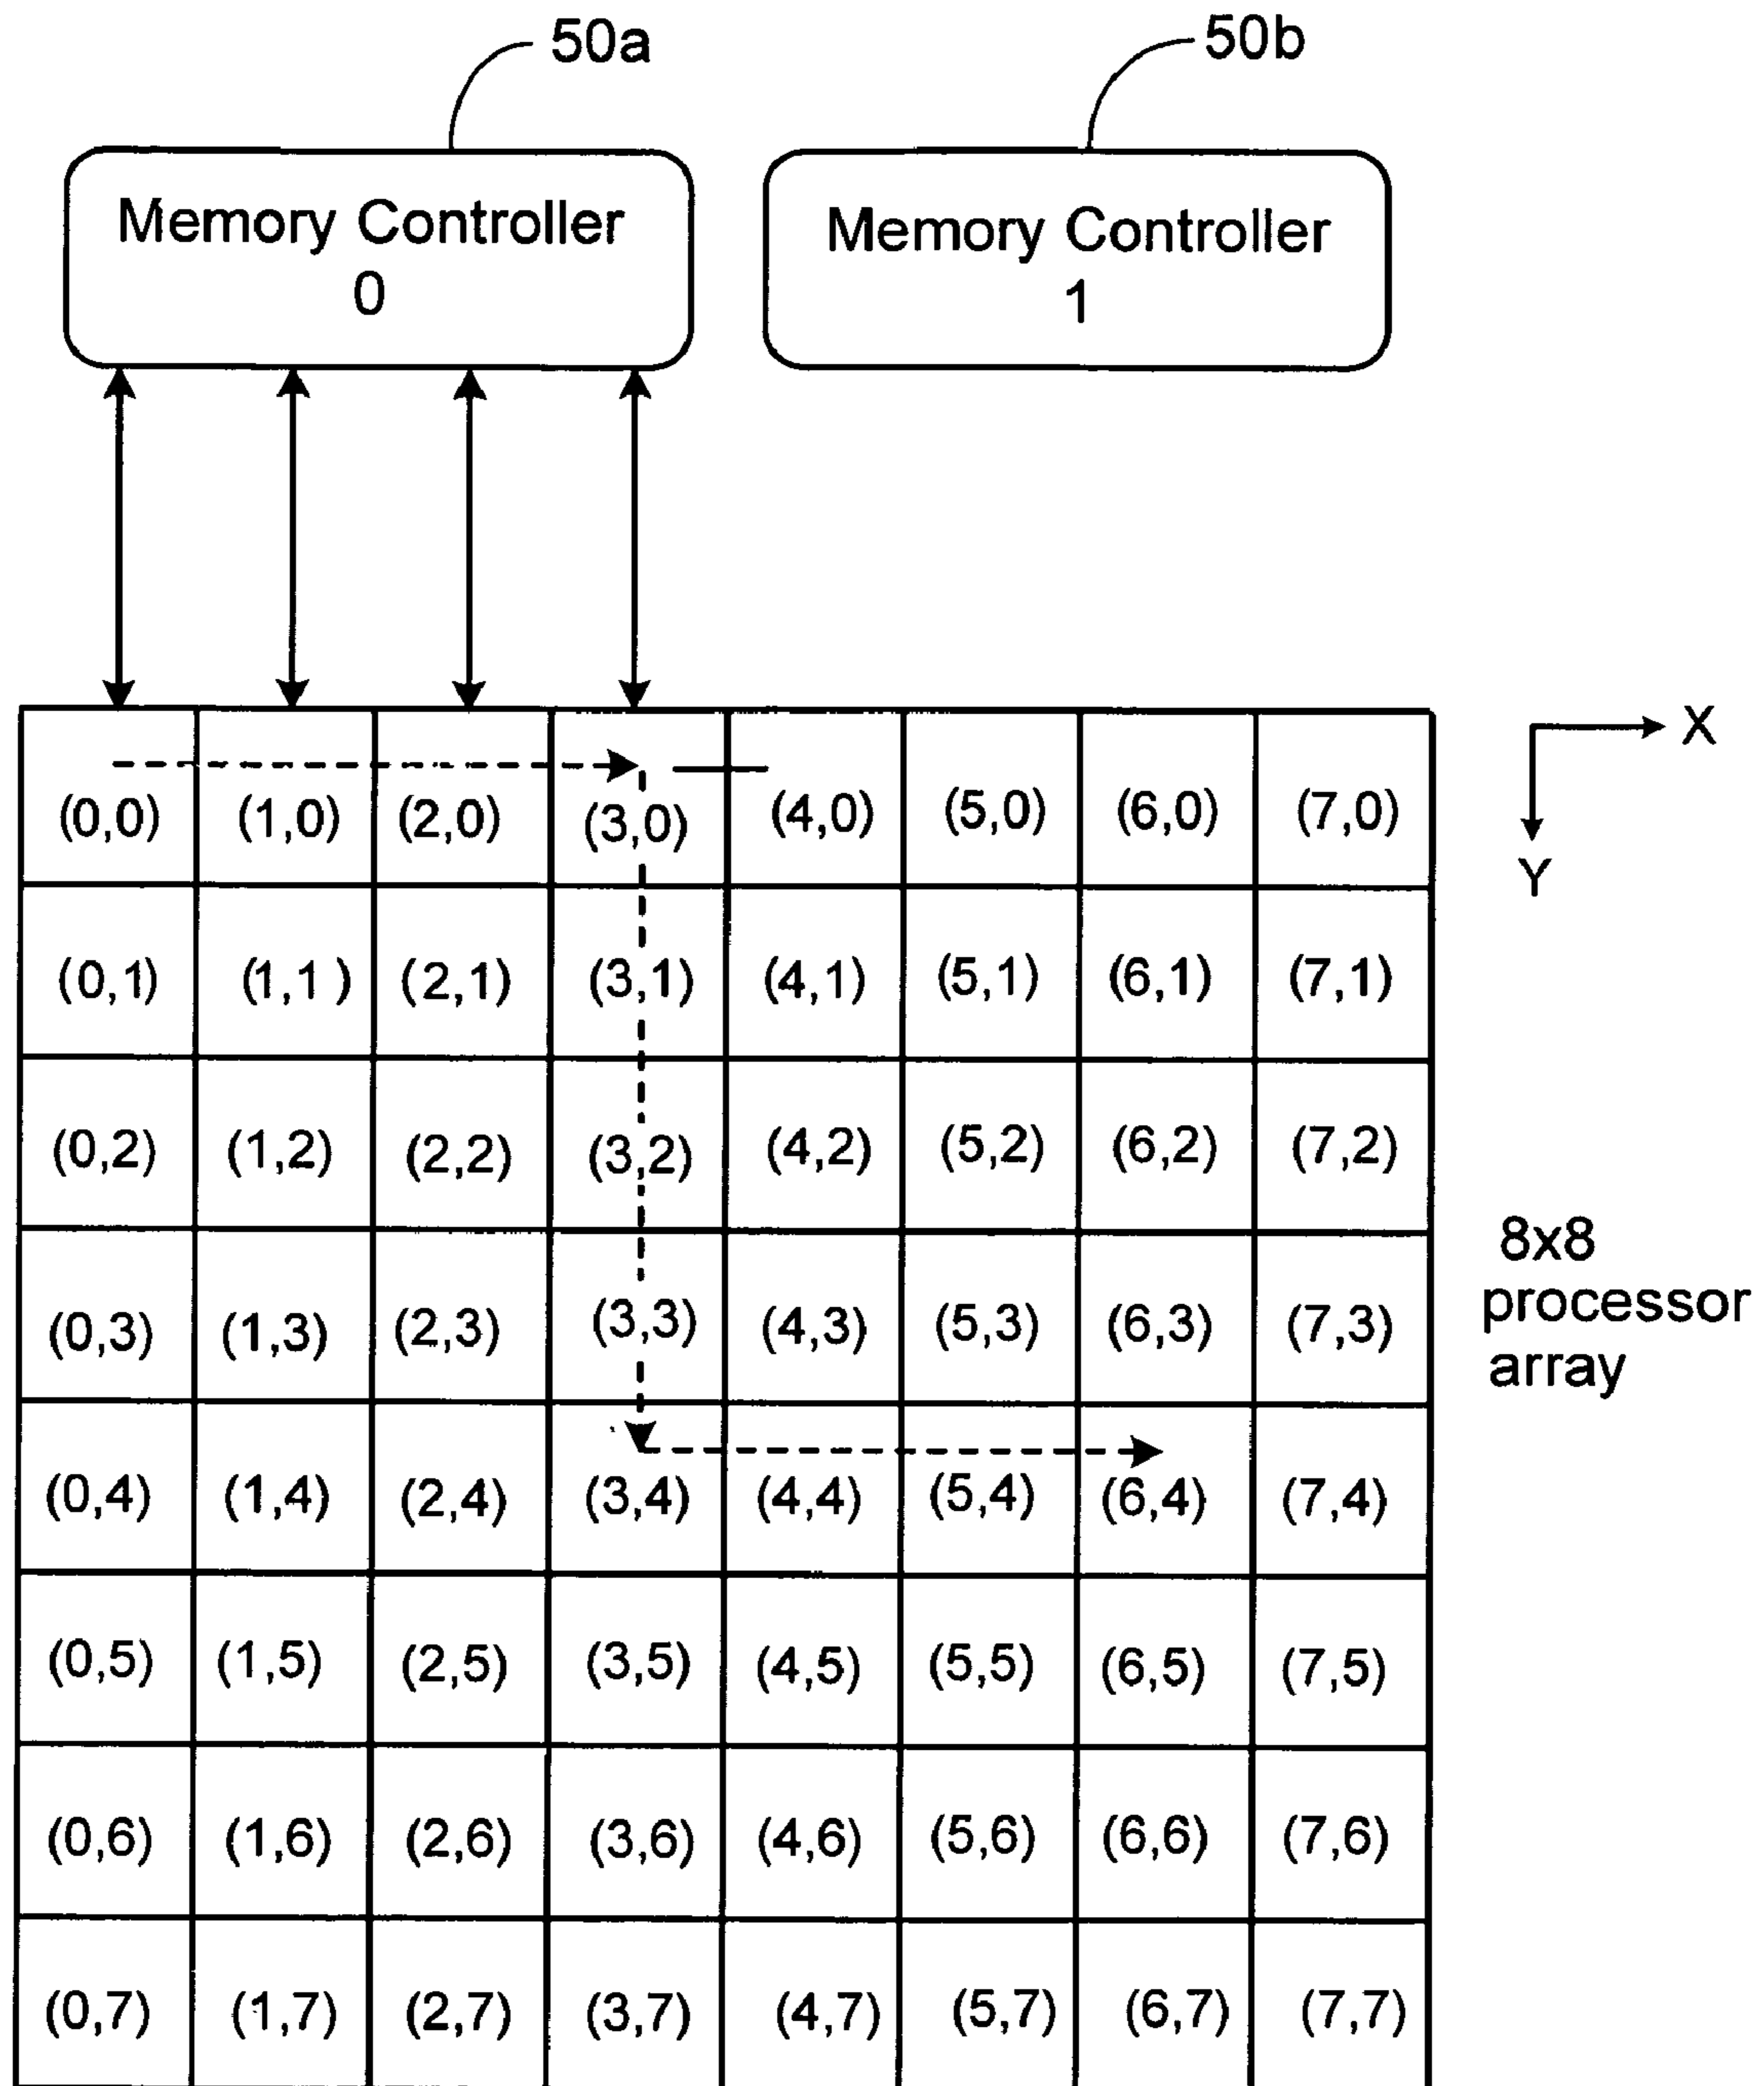 50a
50b
Memory Controller
0
Memory Controller
1
X
Y
(0,0) (1,0) (2,0) (3,0) (4,0) (5,0) (6,0) (7,0)
(0,1) (1,1 ) (2,1) (3,1) (4,1) (5,1) (6,1) (7,1)
(0,2) (1,2) (2,2) (3,2) (4,2) (5,2) (6,2) (7,2)
(0,3) (1,3) (2,3) (3,3) (4,3) (5,3) (6,3) (7,3)
(0,4) (1,4) (2,4) (3,4) (4,4) (5,4) (6,4) (7,4)
(0,5) (1,5) (2,5) (3,5) (4,5) (5,5) (6,5) (7,5)
(0,6) (1,6) (2,6) (3,6) (4,6) (5,6) (6,6) (7,6)
(0,7) (1,7) (2,7) (3,7) (4,7) (5,7) (6,7) (7,7)
8x8
processor
array